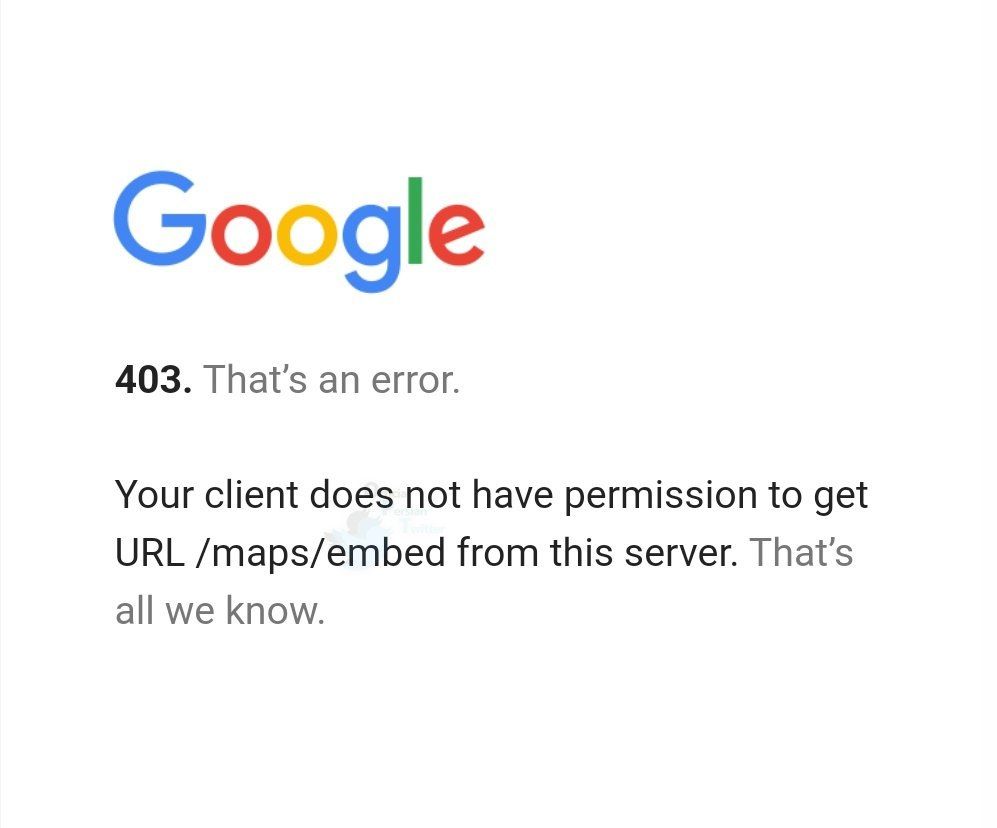 Google
403. That’s an error.
Your client does not have permission to get
URL /maps/embed from this server. That’s
all we know.
Twitter